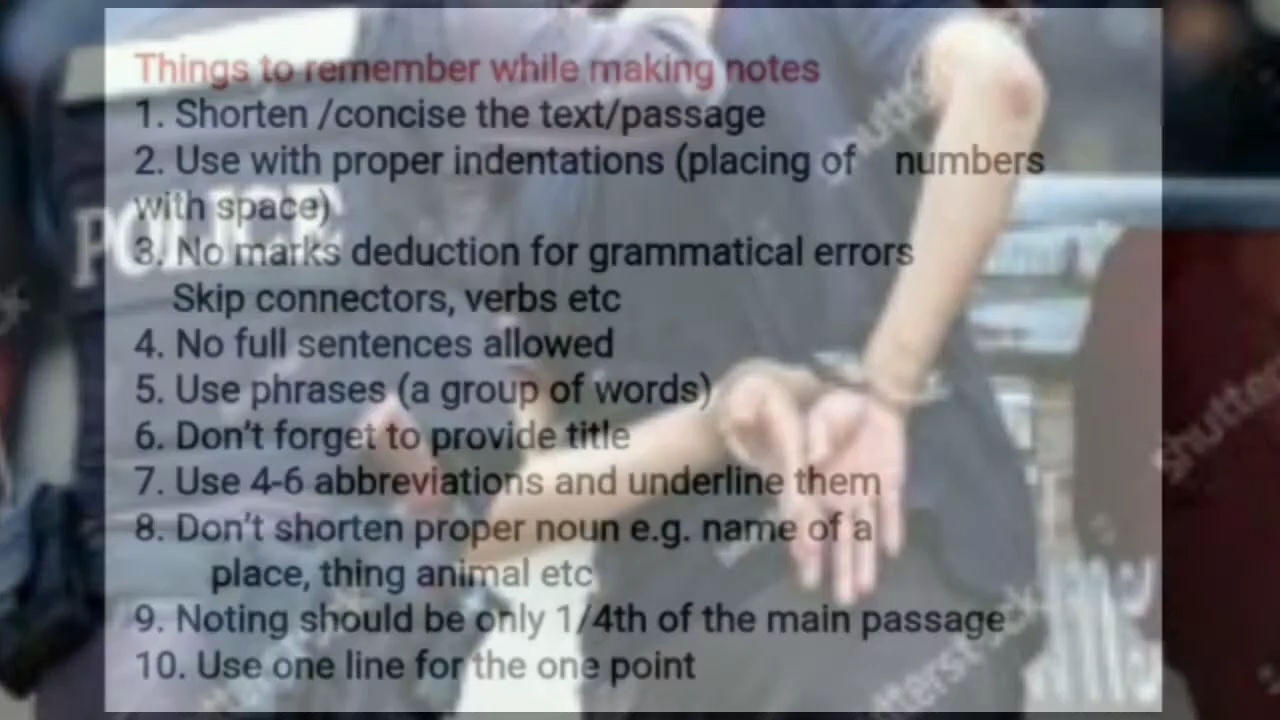 Things to remember while making notes
1. Shorten /concise the text/passage
2. Use with proper indentations (placing of numbers
with space)
POLICE
3. No marks deduction for grammatical errors
Skip connectors, verbs etc
4. No full sentences allowed
5. Use phrases (a group of words)
6. Don't forget to provide title
7. Use 4-6 abbreviations and underline them
8. Don't shorten proper noun e.g. name of a
place, thing animal etc
9. Noting should be only 1/4th of the main passage
10. Use one line for the one point